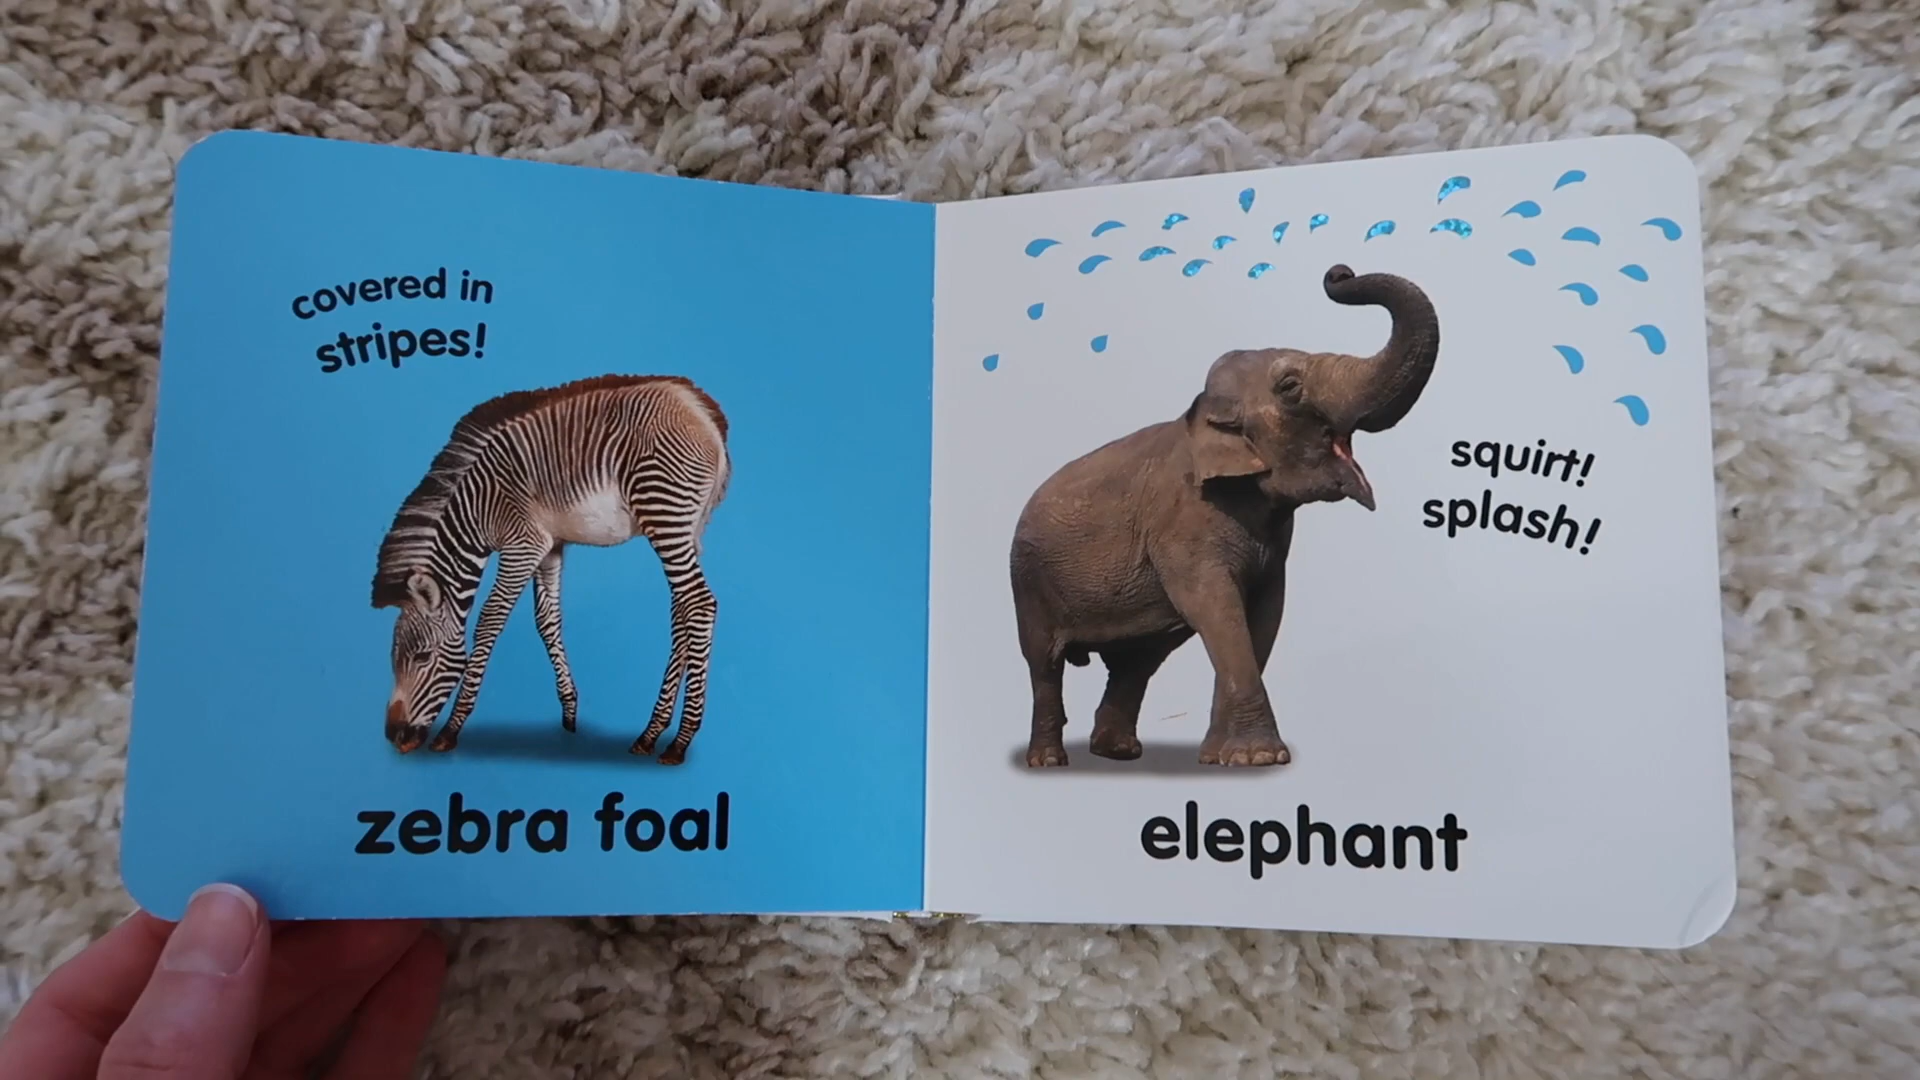 covered in
stripes!
zebra foal
squirt!
splash!
elephant